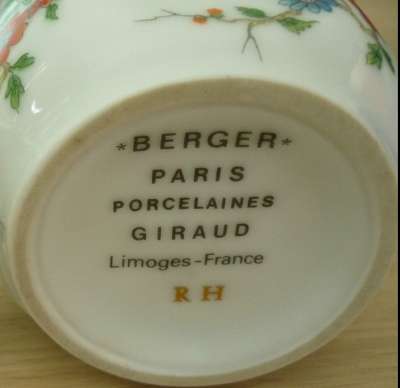 *BERGER*
PARIS
PORCELAINES
GIRAUD
Limoges-France
RH